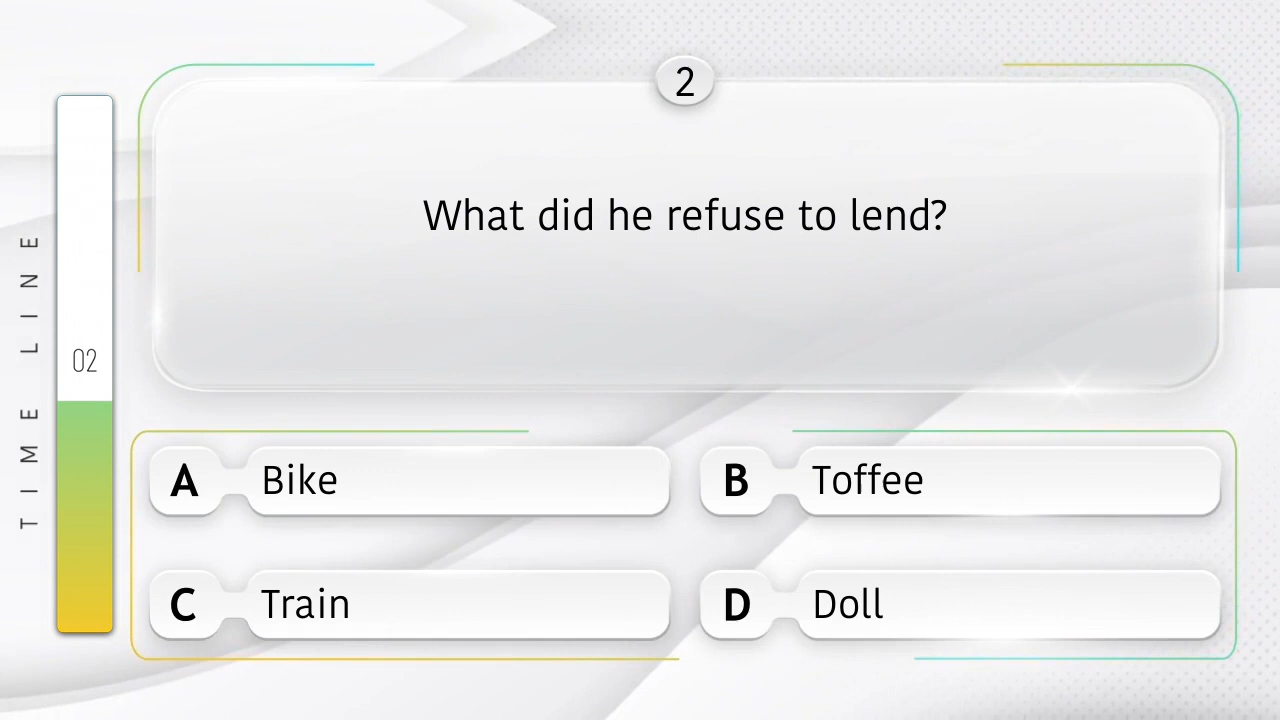 2
What did he refuse to lend?
TIME LINE
02
A Bike
B Toffee
C Train
D Doll